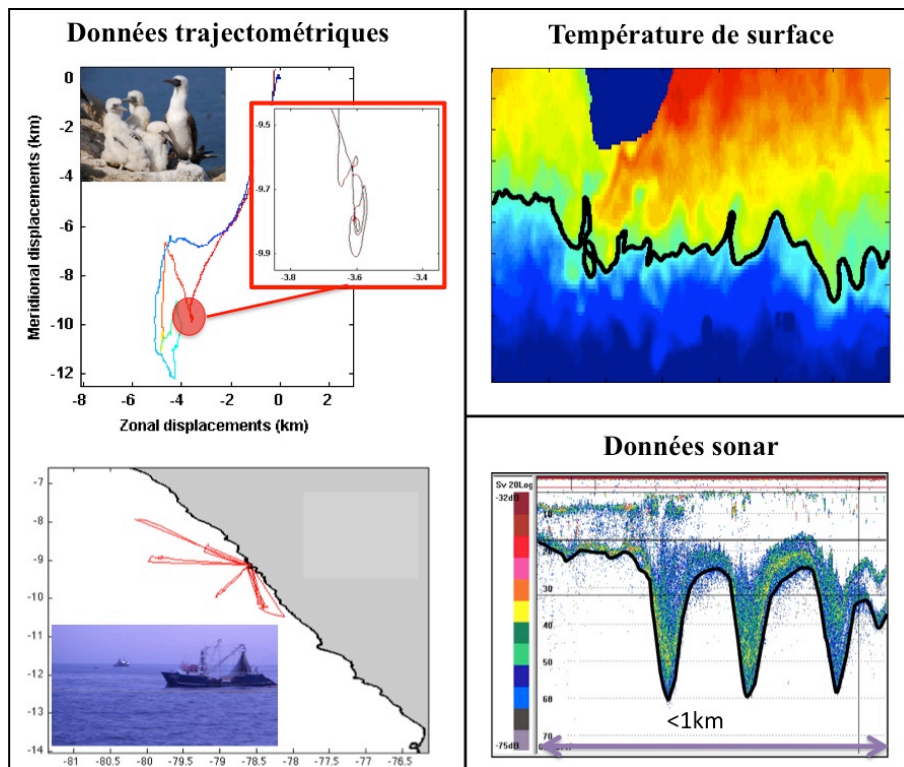 Données trajectométriques
0
-2
-4
-6
-8
-10
-12
Meridional displacements (km)
-9.5
-9.7
-9.9
-3.8 -3.6 -3.4
-8 -6 -4 -2 0 2
Zonal displacements (km)
-7
-8
-9
-10
-11
-12
-13
-14
-81 -80.5 -80 -79.5 -79 -78.5 -78 -77.5 -77 -76.5
Température de surface
Données sonar
Sv 20Log
-32dB
10
30
40
50
60
<1km
-75dB